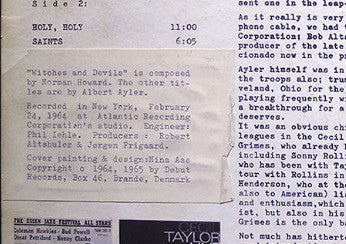 Side 2:
HOLY, HOLY 11:00
SAINTS 6:05
"Witches and Devils" is composed
by Norman Howard. The other tit-
les are by Albert Ayler.
Recorded in New York, February
24, 1964 at Atlantic Recording
Corporation's studio. Engineer:
Phil Iehle. Producers: Robert
Altshuler & Jørgen Frigaard.
Cover painting & design: Nina Aae
Copyright c 1964, 1965 by Debut
Records, Box 46, Brande, Denmark
THE ESSEN JAZZ FESTIVAL ALL STARS
Coleman Hawkins - Bud Powell
Oscar Pettiford - Kenny Clarke
CECIL
TAYLOR
sent one in the leap-
As it really is very
phone cable, we had
Corporation; Bob Alt
producer of the late
cionado now in the pr
Ayler himself was in
the troops also; tru
veland, Ohio for the
playing frequently wi
a breakthrough for a
deserves.
It was an obvious ch
leagues in the Cecil
Grimes, who already h
including Sonny Roll
who has been with Tay
tour with Rollins in
Henderson, who at th
also to American) li
and enthusiasm, which
ist, but also in his
Grimes is the only ba
Not much has hitherto